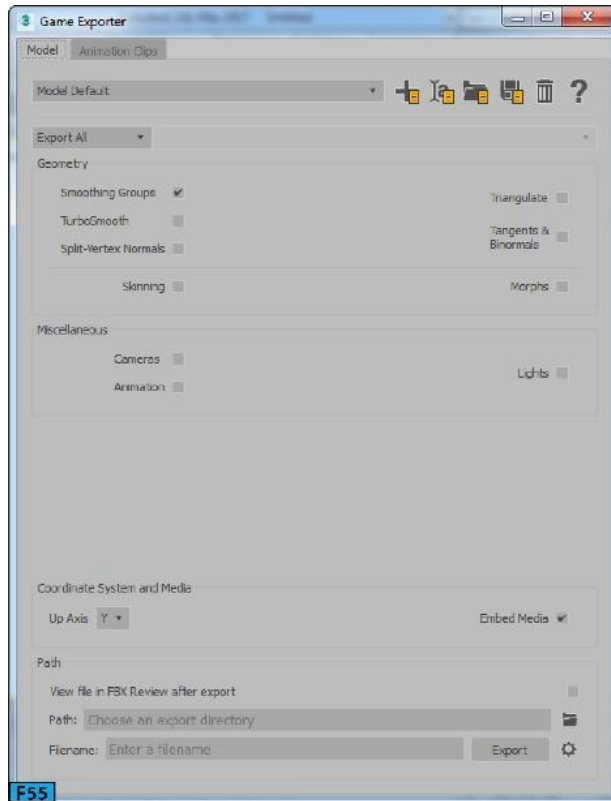 3 Game Exporter
Model Animation Clips
Model Default
?
Export All
Geometry
Smoothing Groups
Triangulate
TurboSmooth
Tangents &
Binormals
Split-Vertex Normals
Skinning
Morphs
Miscellaneous
Cameras
Lights
Animation
Coordinate System and Media
Up Axis Y
Embed Media
Path
View file in FBX Review after export
Path: Choose an export directory
Filename: Enter a filename Export
F55